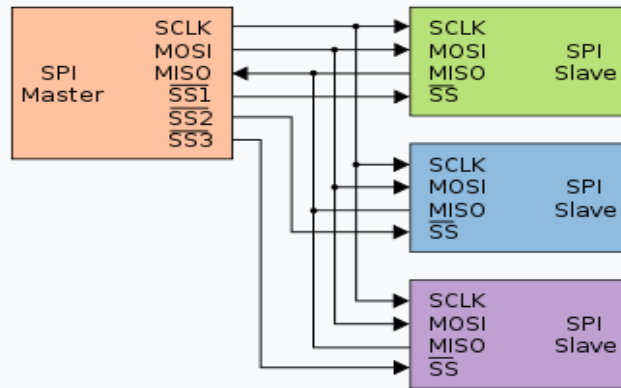 SCLK
MOSI
SPI MISO
Master SS1
SS2
SS3
SCLK
MOSI SPI
MISO Slave
SS
SCLK
MOSI SPI
MISO Slave
SS
SCLK
MOSI SPI
MISO Slave
SS